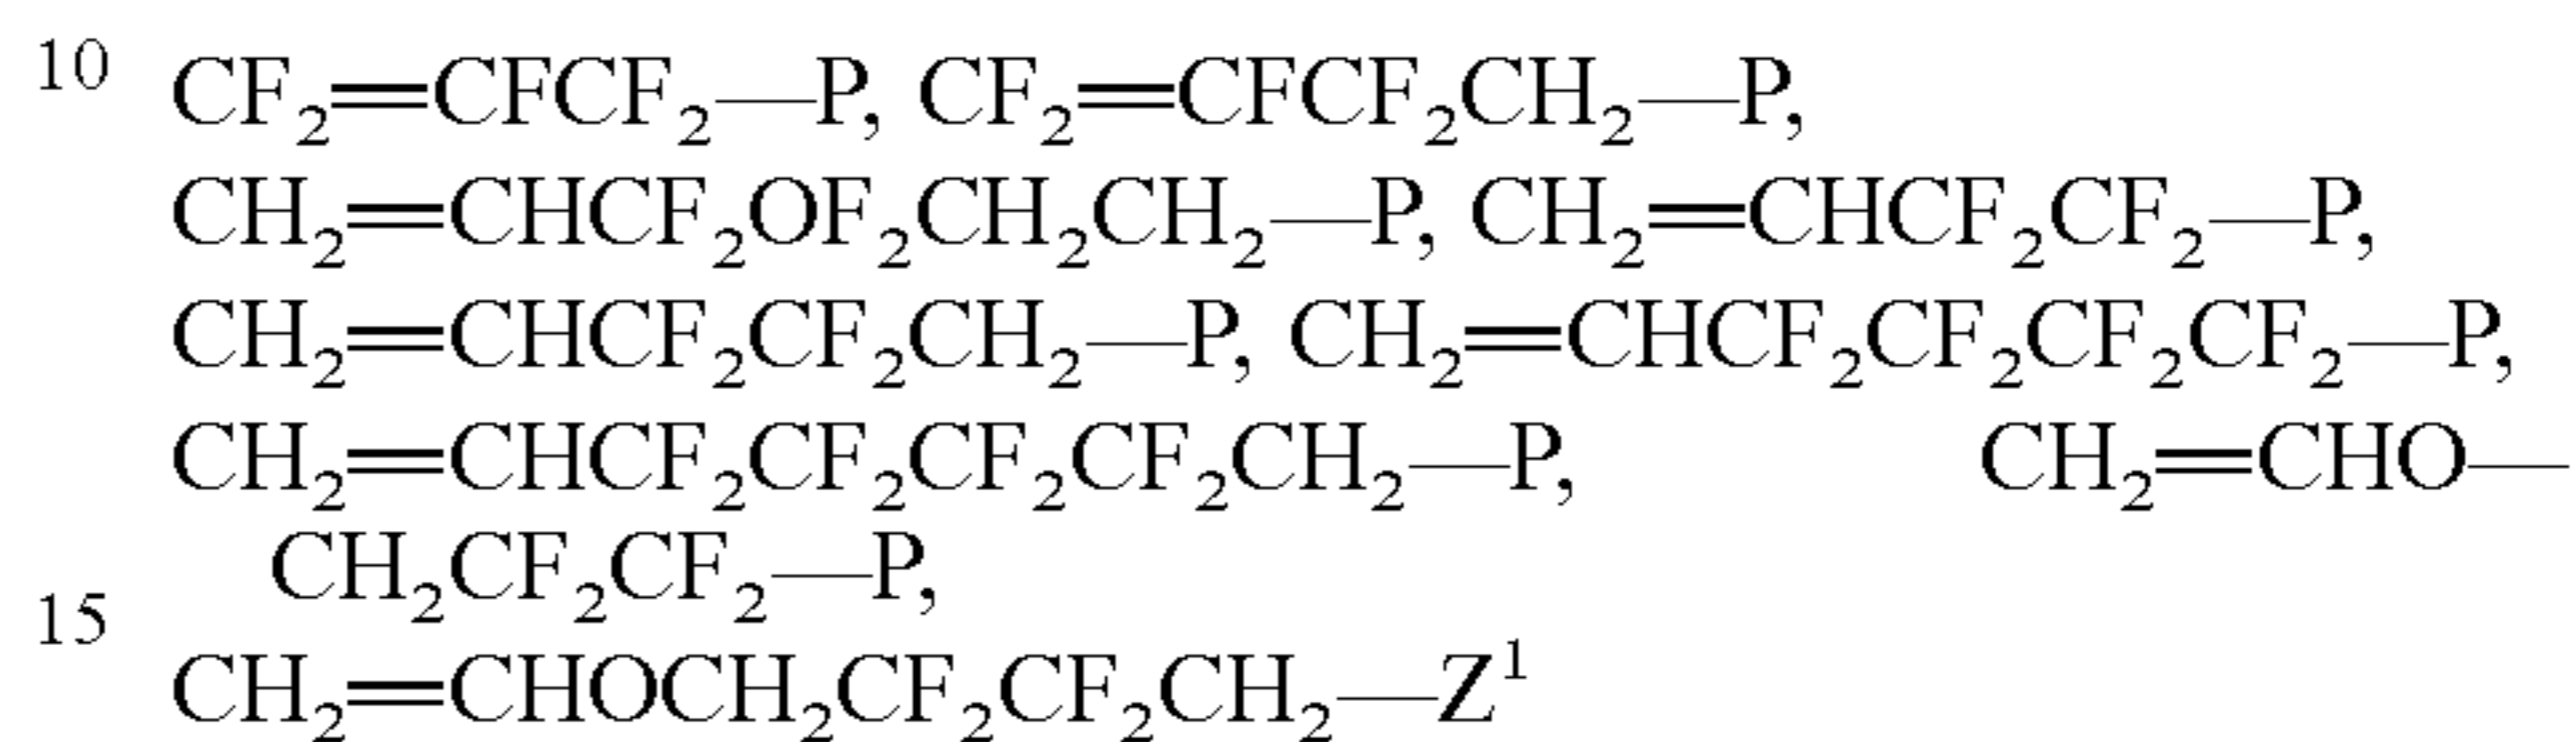 10 CF₂=CFCF₂—P, CF₂=CFCF₂CH₂—P,
CH₂=CHCF₂OF₂CH₂CH₂—P, CH₂=CHCF₂CF₂—P,
CH₂=CHCF₂CF₂CH₂—P, CH₂=CHCF₂CF₂CF₂CF₂—P,
CH₂=CHCF₂CF₂CF₂CF₂CH₂—P, CH₂=CHO—
CH₂CF₂CF₂—P,
15
CH₂=CHOCH₂CF₂CF₂CH₂—Z¹